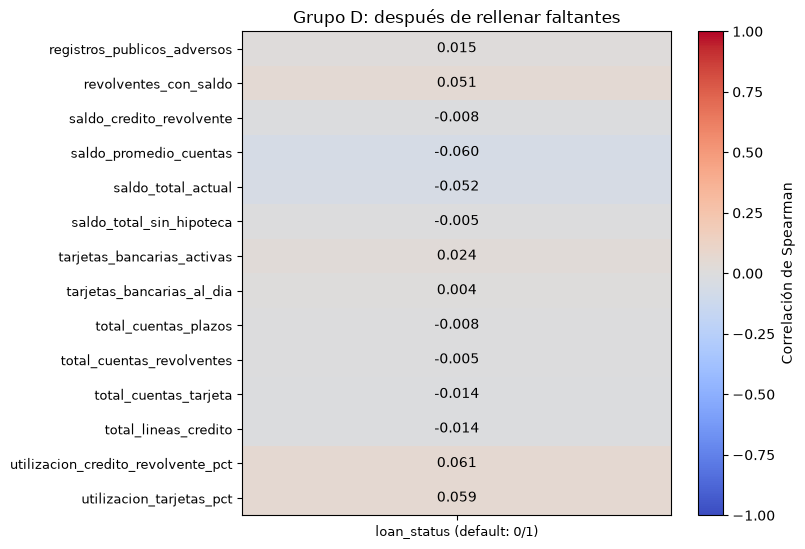 Grupo D: después de rellenar faltantes
registros_publicos_adversos 0.015
revolventes_con_saldo 0.051
saldo_credito_revolvente -0.008
saldo_promedio_cuentas -0.060
saldo_total_actual -0.052
saldo_total_sin_hipoteca -0.005
tarjetas_bancarias_activas 0.024
tarjetas_bancarias_al_dia 0.004
total_cuentas_plazos -0.008
total_cuentas_revolventes -0.005
total_cuentas_tarjeta -0.014
total_lineas_credito -0.014
utilizacion_credito_revolvente_pct 0.061
utilizacion_tarjetas_pct 0.059
loan_status (default: 0/1)
1.00
0.75
0.50
0.25
0.00
−0.25
−0.50
−0.75
−1.00
Correlación de Spearman